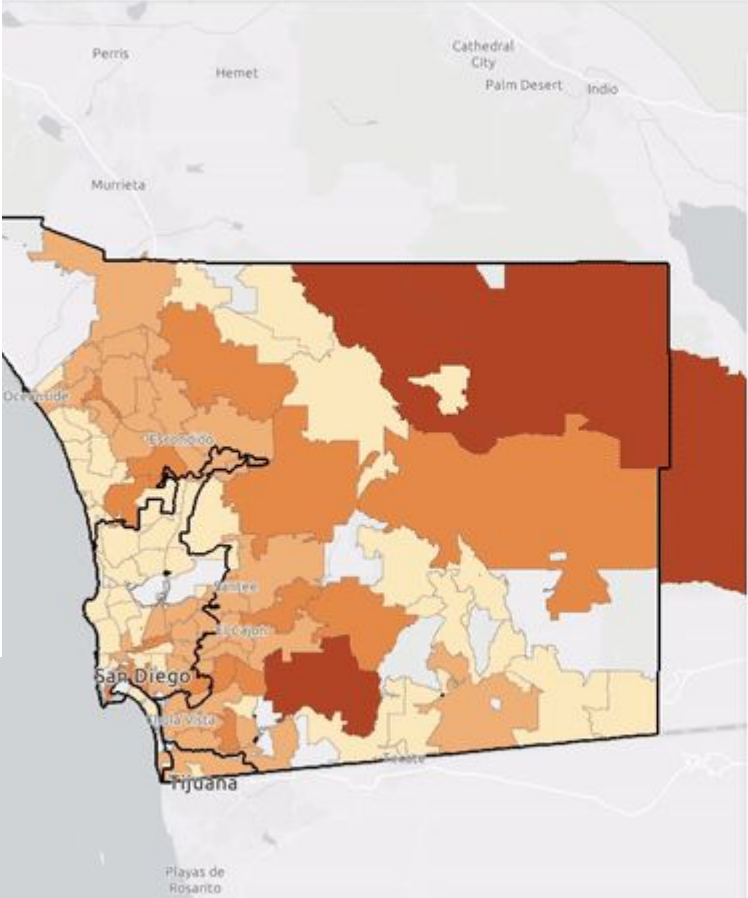 Cathedral
City
Perris
Hemet
Palm Desert
Indio
Murrieta
Oceanside
Escondido
Santee
El Cajon
San Diego
Chula Vista
Tecate
Tijuana
Playas de
Rosarito